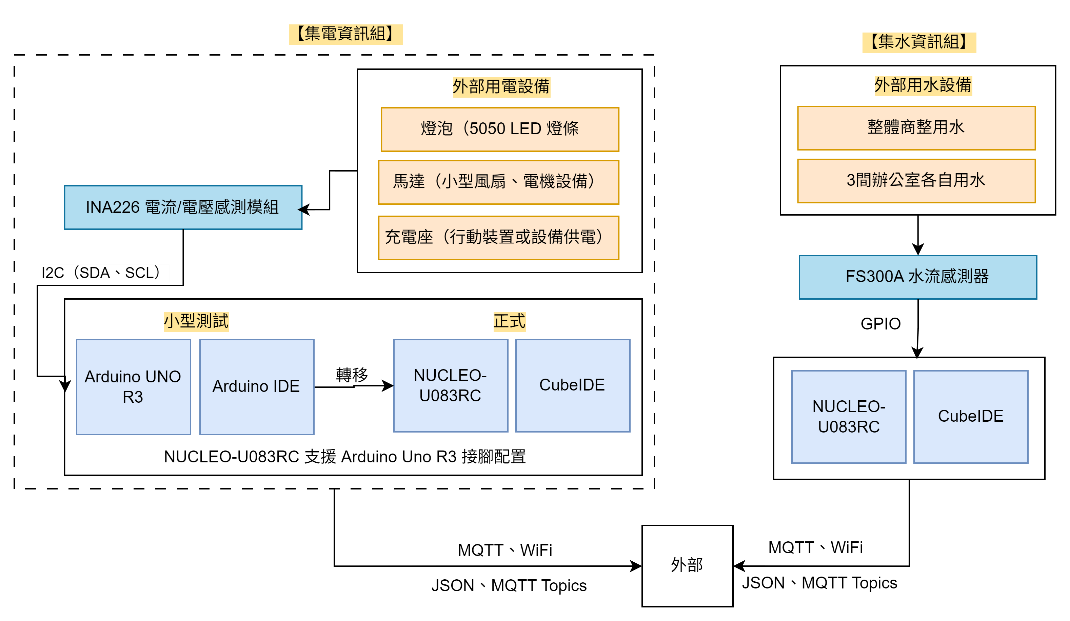 【集電資訊組】
外部用電設備
燈泡（5050 LED 燈條
馬達（小型風扇、電機設備）
充電座（行動裝置或設備供電）
INA226 電流/電壓感測模組
I2C（SDA、SCL）
小型測試
正式
Arduino UNO
R3
Arduino IDE
轉移
NUCLEO-
U083RC
CubeIDE
NUCLEO-U083RC 支援 Arduino Uno R3 接腳配置
【集水資訊組】
外部用水設備
整體商整用水
3間辦公室各自用水
FS300A 水流感測器
GPIO
NUCLEO-
U083RC
CubeIDE
MQTT、WiFi
JSON、MQTT Topics
外部
MQTT、WiFi
JSON、MQTT Topics